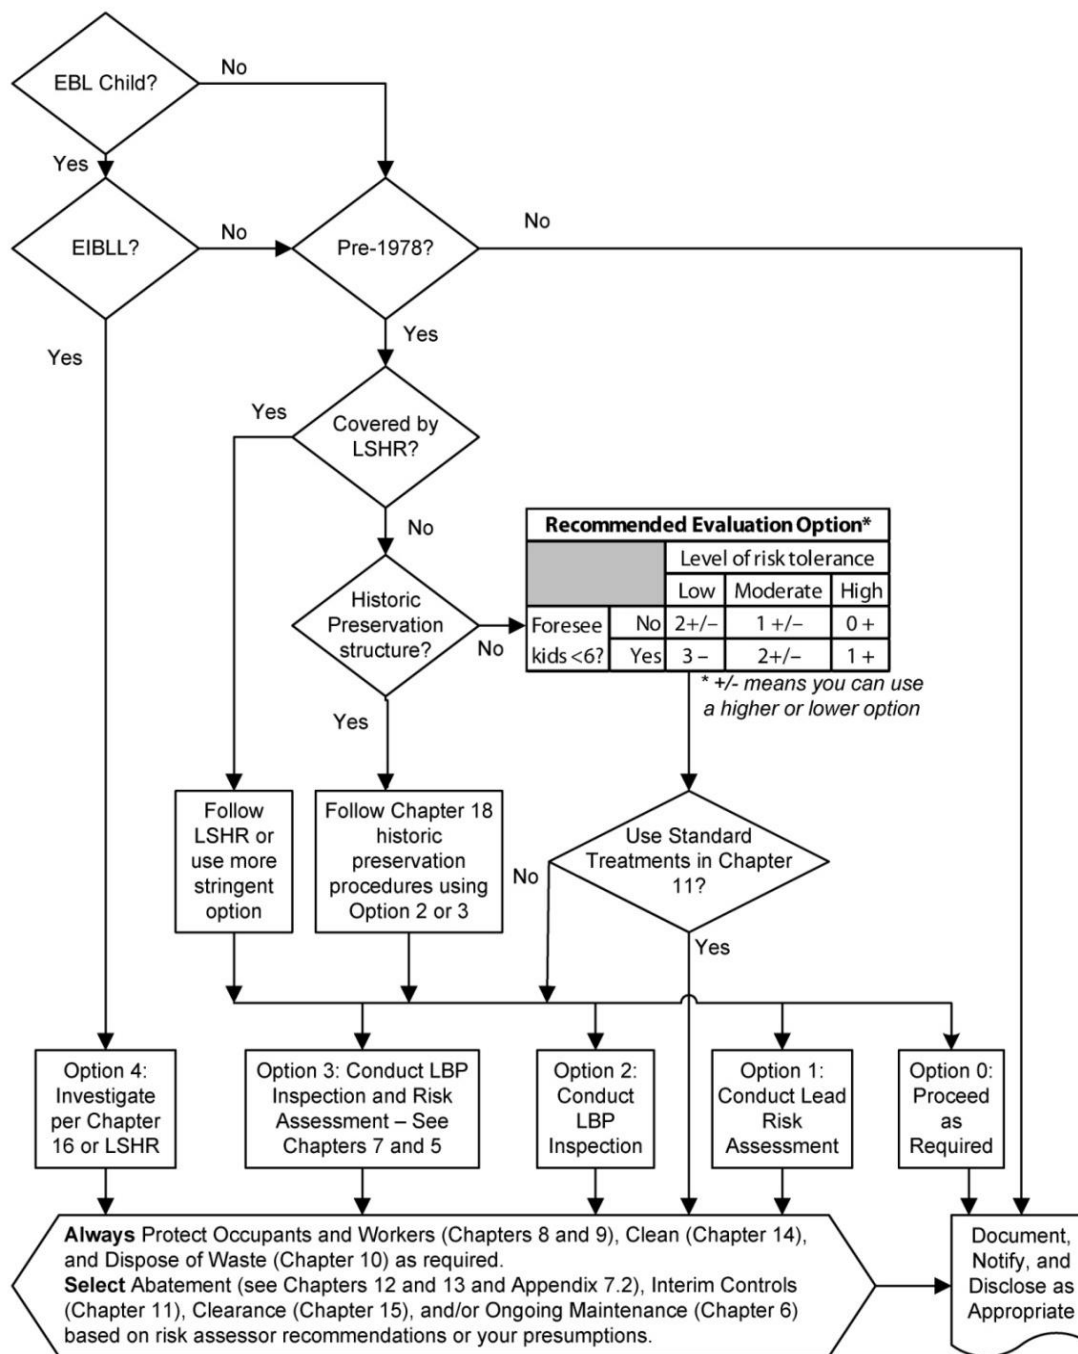 EBL Child?
No
Yes
EIBLL?
No
Pre-1978?
No
Yes
Yes
Yes
Covered by
LSHR?
No
Recommended Evaluation Option*
Level of risk tolerance
Low Moderate High
Foresee No 2+/– 1 +/– 0 +
kids <6? Yes 3 – 2+/– 1 +
* +/- means you can use
a higher or lower option
Historic
Preservation
structure?
No
Yes
Follow
LSHR or
use more
stringent
option
Follow Chapter 18
historic
preservation
procedures using
Option 2 or 3
Use Standard
Treatments in Chapter
11?
No
Yes
Option 4:
Investigate
per Chapter
16 or LSHR
Option 3: Conduct LBP
Inspection and Risk
Assessment – See
Chapters 7 and 5
Option 2:
Conduct
LBP
Inspection
Option 1:
Conduct Lead
Risk
Assessment
Option 0:
Proceed
as
Required
Always Protect Occupants and Workers (Chapters 8 and 9), Clean (Chapter 14),
and Dispose of Waste (Chapter 10) as required.
Select Abatement (see Chapters 12 and 13 and Appendix 7.2), Interim Controls
(Chapter 11), Clearance (Chapter 15), and/or Ongoing Maintenance (Chapter 6)
based on risk assessor recommendations or your presumptions.
Document,
Notify, and
Disclose as
Appropriate